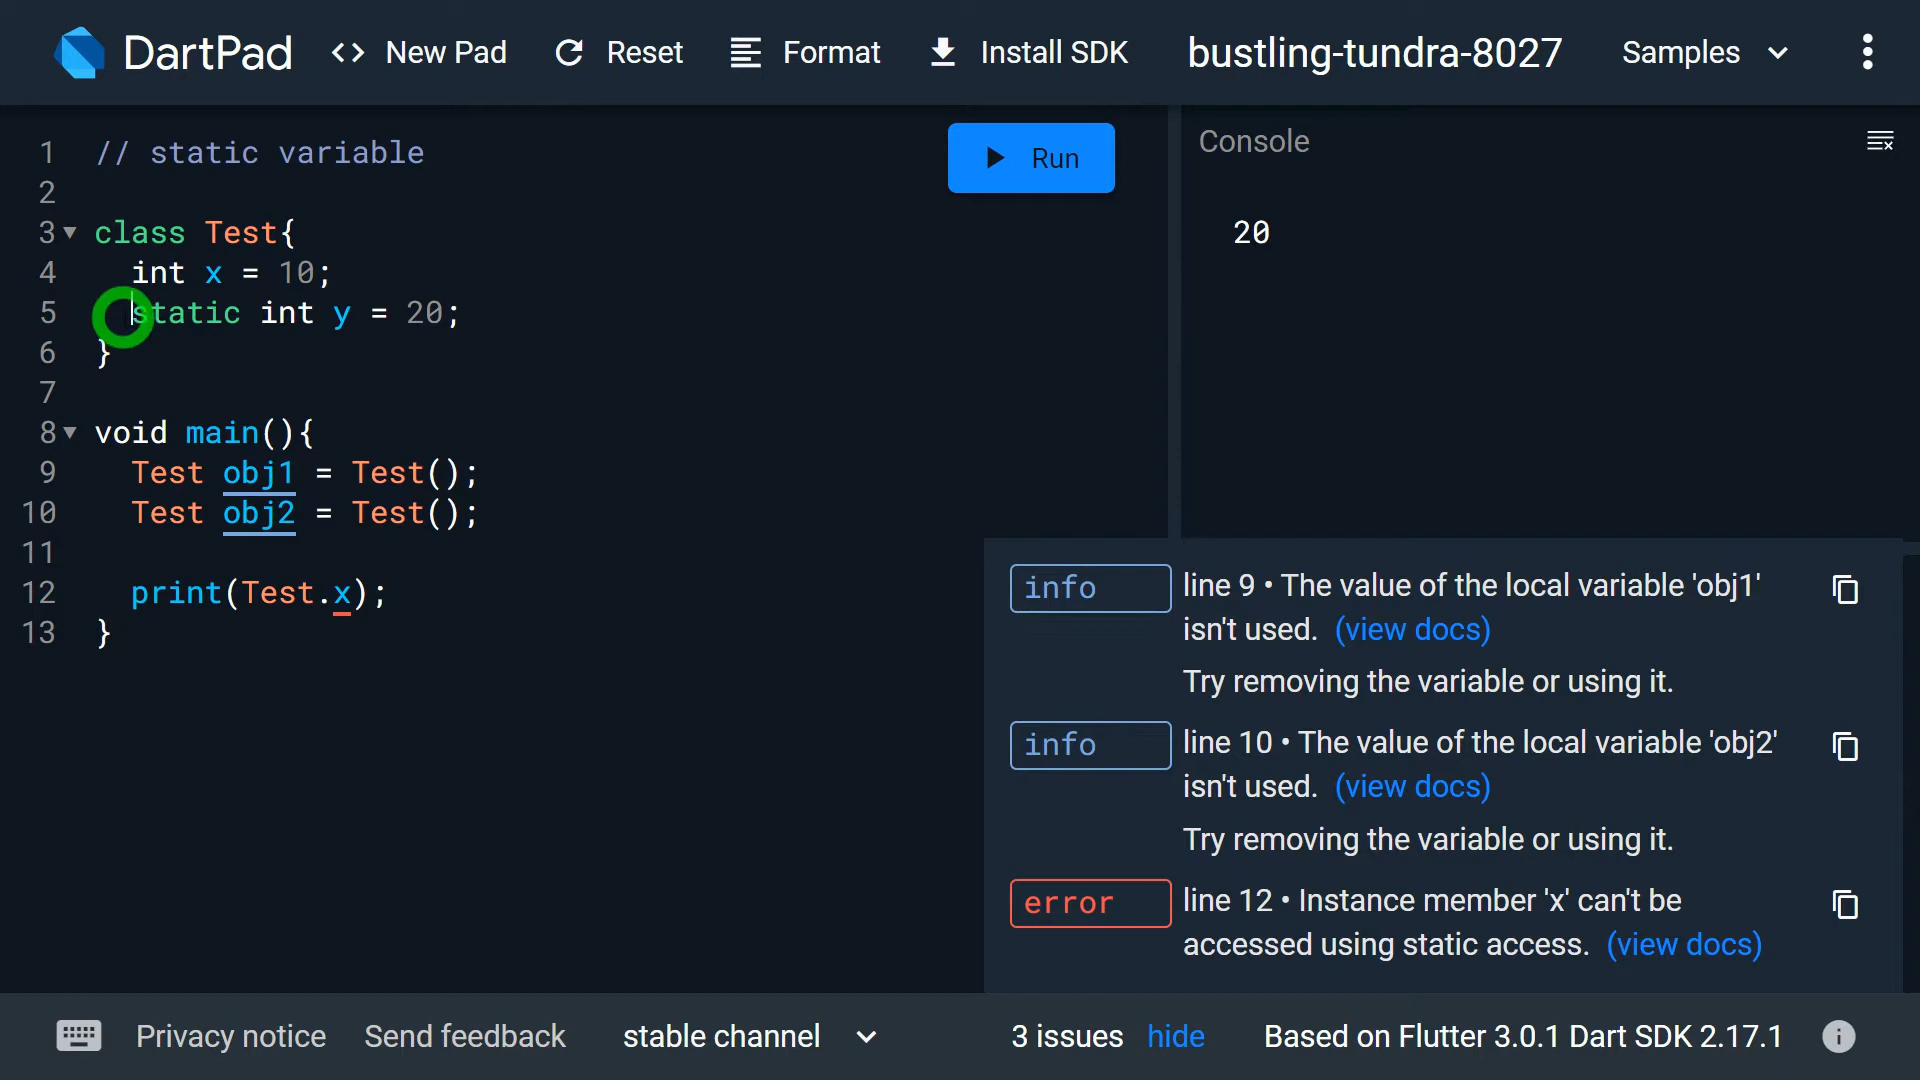 DartPad <> New Pad Reset Format Install SDK bustling-tundra-8027 Samples
Run
Console
20
1 // static variable
2
3 class Test{
4 int x = 10;
5 static int y = 20;
6 }
7
8 void main(){
9 Test obj1 = Test();
10 Test obj2 = Test();
11
12 print(Test.x);
13 }
info line 9 • The value of the local variable 'obj1'
isn't used. (view docs)
Try removing the variable or using it.
info line 10 • The value of the local variable 'obj2'
isn't used. (view docs)
Try removing the variable or using it.
error line 12 • Instance member 'x' can't be
accessed using static access. (view docs)
Privacy notice Send feedback stable channel 3 issues hide Based on Flutter 3.0.1 Dart SDK 2.17.1